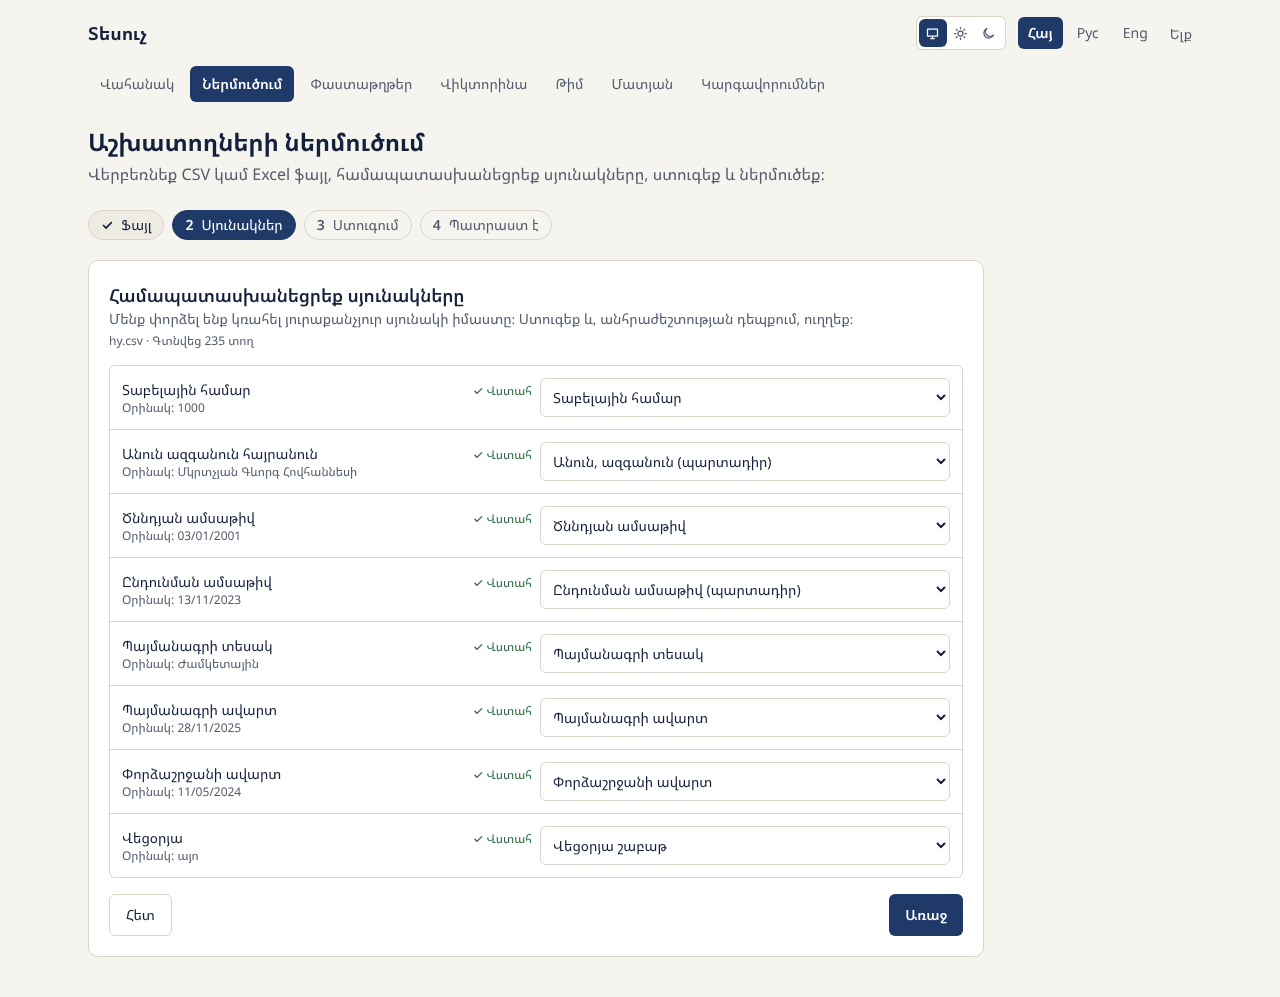 Տեսուչ
Հայ Рус Eng Ելք
Վահանակ Ներմուծում Փաստաթղթեր Վիկտորինա Թիմ Մատյան Կարգավորումներ
Աշխատողների ներմուծում
Վերբեռնեք CSV կամ Excel ֆայլ, համապատասխանեցրեք սյունակները, ստուգեք և ներմուծեք:
Ֆայլ 2 Սյունակներ 3 Ստուգում 4 Պատրաստ է
Համապատասխանեցրեք սյունակները
Մենք փորձել ենք կռահել յուրաքանչյուր սյունակի իմաստը: Ստուգեք և, անհրաժեշտության դեպքում, ուղղեք:
hy.csv · Գտնվեց 235 տող
Տաբելային համար Վստահ Տաբելային համար
Օրինակ: 1000
Անուն ազգանուն հայրանուն Վստահ Անուն, ազգանուն (պարտադիր)
Օրինակ: Մկրտչյան Գևորգ Հովհաննեսի
Ծննդյան ամսաթիվ Վստահ Ծննդյան ամսաթիվ
Օրինակ: 03/01/2001
Ընդունման ամսաթիվ Վստահ Ընդունման ամսաթիվ (պարտադիր)
Օրինակ: 13/11/2023
Պայմանագրի տեսակ Վստահ Պայմանագրի տեսակ
Օրինակ: Ժամկետային
Պայմանագրի ավարտ Վստահ Պայմանագրի ավարտ
Օրինակ: 28/11/2025
Փորձաշրջանի ավարտ Վստահ Փորձաշրջանի ավարտ
Օրինակ: 11/05/2024
Վեցօրյա Վստահ Վեցօրյա շաբաթ
Օրինակ: այո
Հետ Առաջ